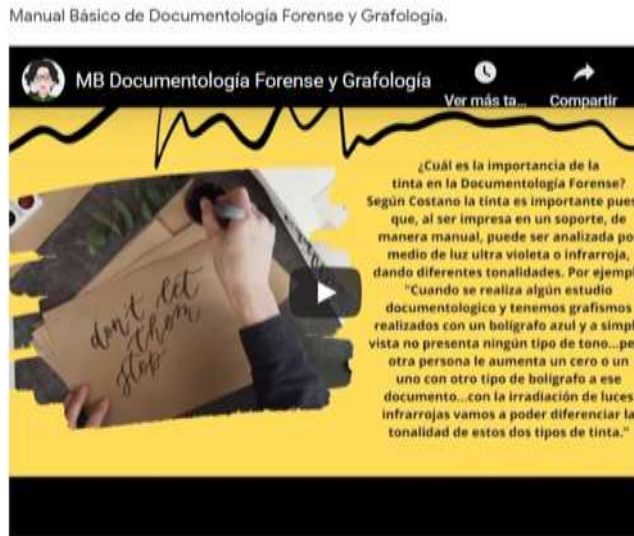 Manual Básico de Documentología Forense y Grafología.
MB Documentología Forense y Grafología
Ver más ta...
Compartir
¿Cuál es la importancia de la
tinta en la Documentología Forense?
Según Costano la tinta es importante pues
que, al ser impresa en un soporte, de
manera manual, puede ser analizada po
medio de luz ultra violeta o infrarroja,
dando diferentes tonalidades. Por ejempl
"Cuando se realiza algún estudio
documentologico y tenemos grafismos
realizados con un bolígrafo azul y a simpl
vista no presenta ningún tipo de tono...pe
otra persona le aumenta un cero o un
uno con otro tipo de bolígrafo a ese
documento...con la irradiación de luces
infrarrojas vamos a poder diferenciar la
tonalidad de estos dos tipos de tinta."
don't let
them
stop